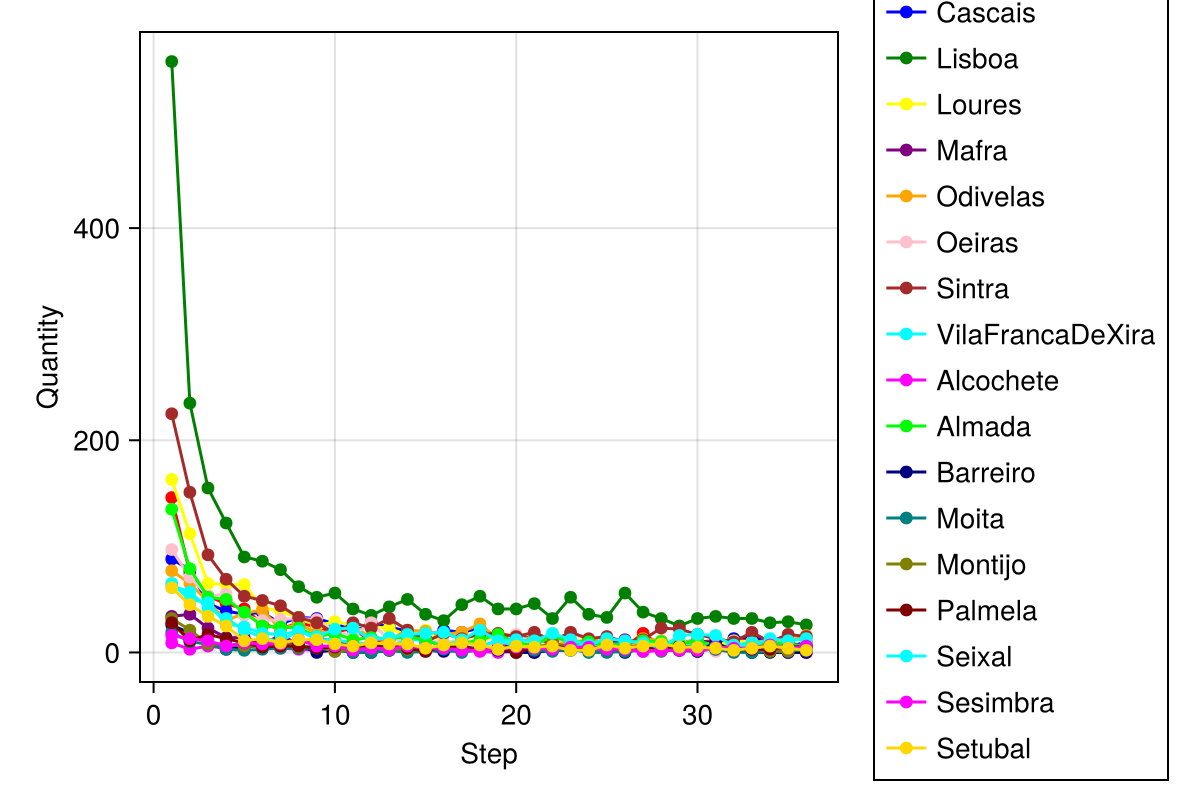 Quantity
400
200
0
0
10
20
30
Step
Cascais
Lisboa
Loures
Mafra
Odivelas
Oeiras
Sintra
VilaFrancaDeXira
Alcochete
Almada
Barreiro
Moita
Montijo
Palmela
Seixal
Sesimbra
Setubal